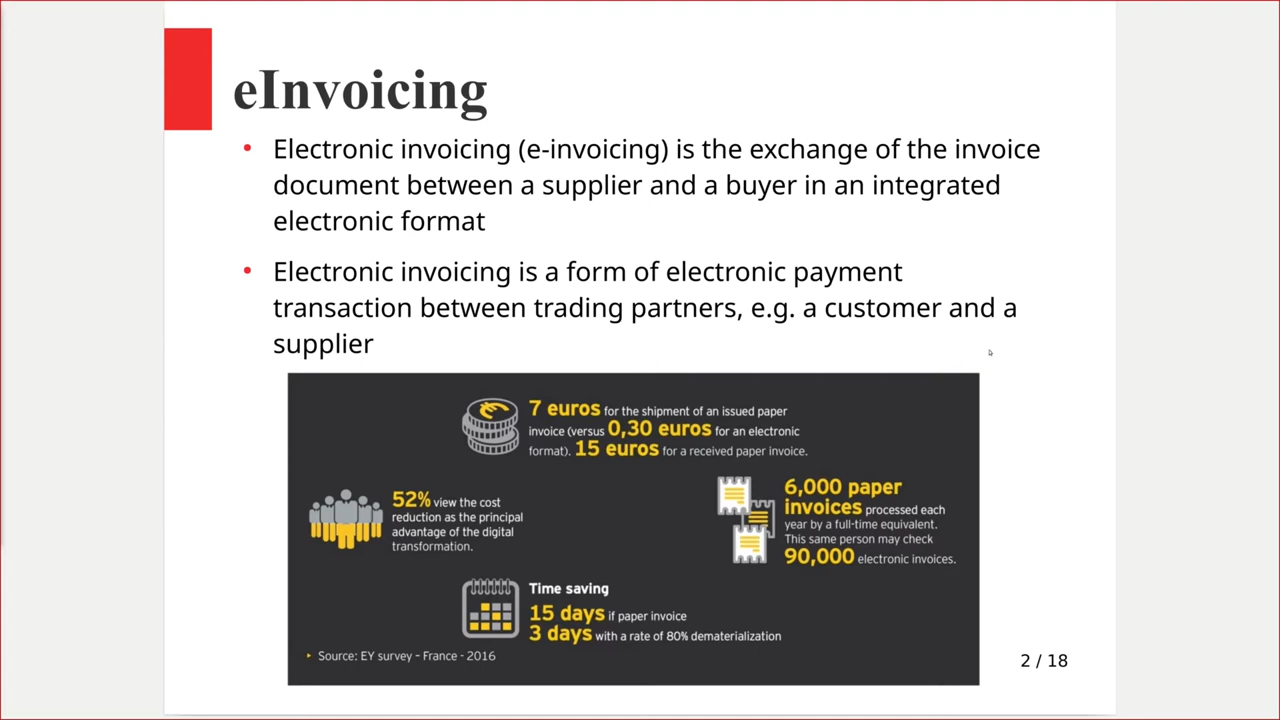 eInvoicing
• Electronic invoicing (e-invoicing) is the exchange of the invoice
document between a supplier and a buyer in an integrated
electronic format
• Electronic invoicing is a form of electronic payment
transaction between trading partners, e.g. a customer and a
supplier
7 euros for the shipment of an issued paper
invoice (versus 0,30 euros for an electronic
format). 15 euros for a received paper invoice.
52% view the cost
reduction as the principal
advantage of the digital
transformation.
6,000 paper
invoices processed each
year by a full-time equivalent.
This same person may check
90,000 electronic invoices.
Time saving
15 days if paper invoice
3 days with a rate of 80% dematerialization
Source: EY survey – France - 2016
2 / 18